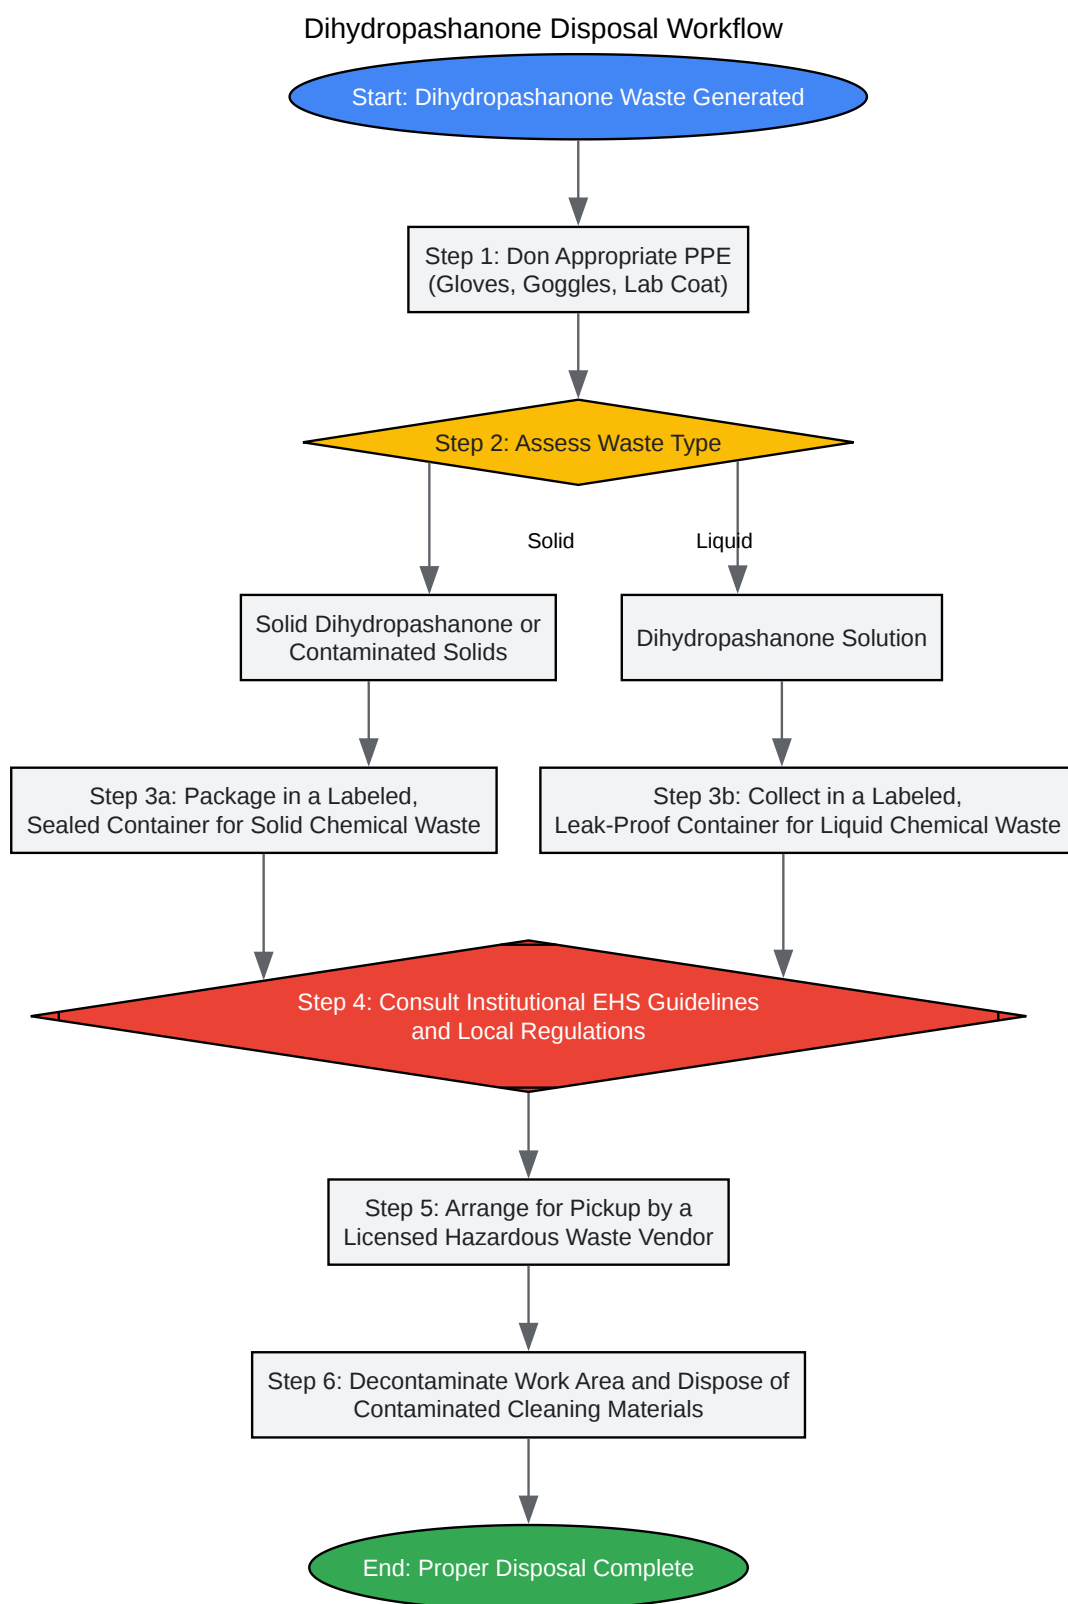 Dihydropashanone Disposal Workflow
Start: Dihydropashanone Waste Generated
Step 1: Don Appropriate PPE
(Gloves, Goggles, Lab Coat)
Step 2: Assess Waste Type
Solid
Liquid
Solid Dihydropashanone or
Contaminated Solids
Dihydropashanone Solution
Step 3a: Package in a Labeled,
Sealed Container for Solid Chemical Waste
Step 3b: Collect in a Labeled,
Leak-Proof Container for Liquid Chemical Waste
Step 4: Consult Institutional EHS Guidelines
and Local Regulations
Step 5: Arrange for Pickup by a
Licensed Hazardous Waste Vendor
Step 6: Decontaminate Work Area and Dispose of
Contaminated Cleaning Materials
End: Proper Disposal Complete